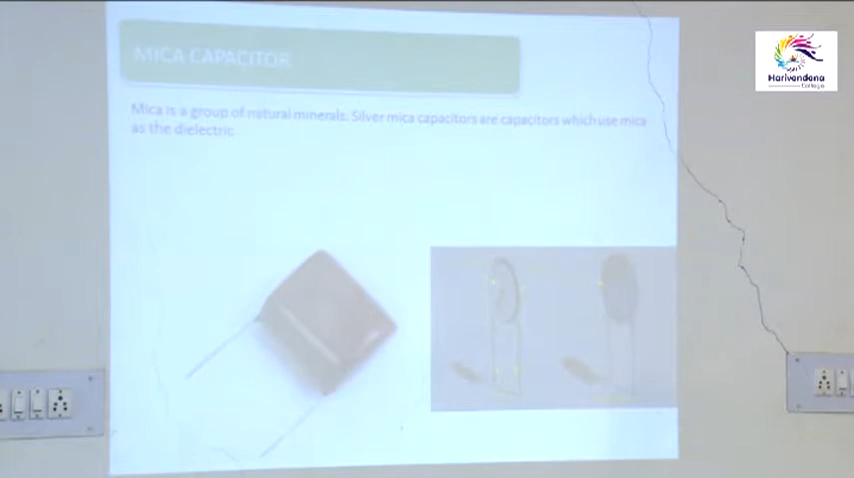 MICA CAPACITOR
Mica is a group of natural minerals. Silver mica capacitors are capacitors which use mica
as the dielectric.
Harivandana
College